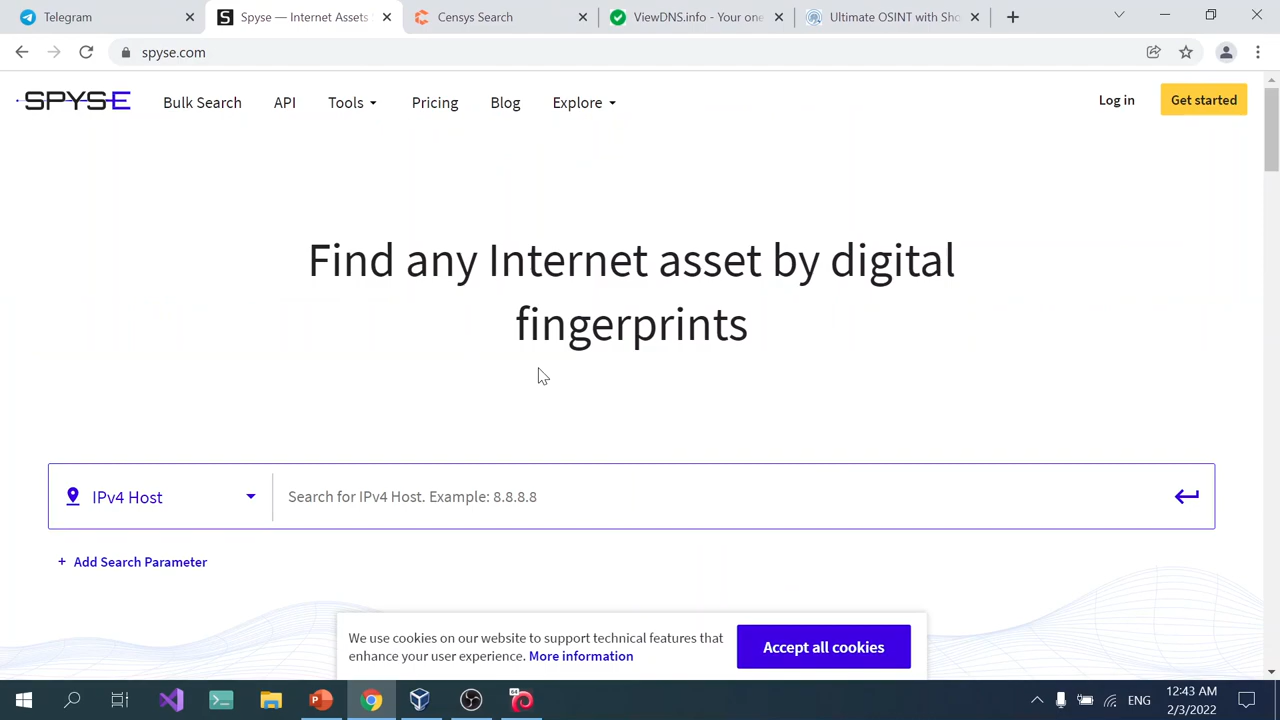 Telegram
Spyse — Internet Assets
Censys Search
ViewDNS.info - Your one
Ultimate OSINT with Sho
spyse.com
SPYSE
Bulk Search
API
Tools
Pricing
Blog
Explore
Log in
Get started
Find any Internet asset by digital
fingerprints
IPv4 Host
Search for IPv4 Host. Example: 8.8.8.8
+ Add Search Parameter
We use cookies on our website to support technical features that
enhance your user experience. More information
Accept all cookies
ENG
12:43 AM
2/3/2022